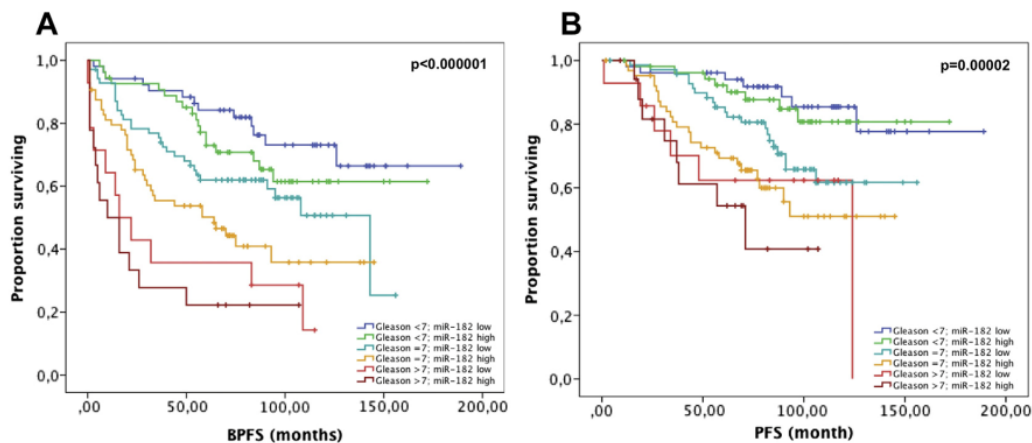 A
p<0.000001
Proportion surviving
1,0
0,8
0,6
0,4
0,2
0,0
Gleason <7; miR-182 low
Gleason <7; miR-182 high
Gleason =7; miR-182 low
Gleason =7; miR-182 high
Gleason >7; miR-182 low
Gleason >7; miR-182 high
,00
50,00
100,00
150,00
200,00
BPFS (months)
B
p=0.00002
Proportion surviving
1,0
0,8
0,6
0,4
0,2
0,0
Gleason <7; miR-182 low
Gleason <7; miR-182 high
Gleason =7; miR-182 low
Gleason =7; miR-182 high
Gleason >7; miR-182 low
Gleason >7; miR-182 high
,00
50,00
100,00
150,00
200,00
PFS (month)